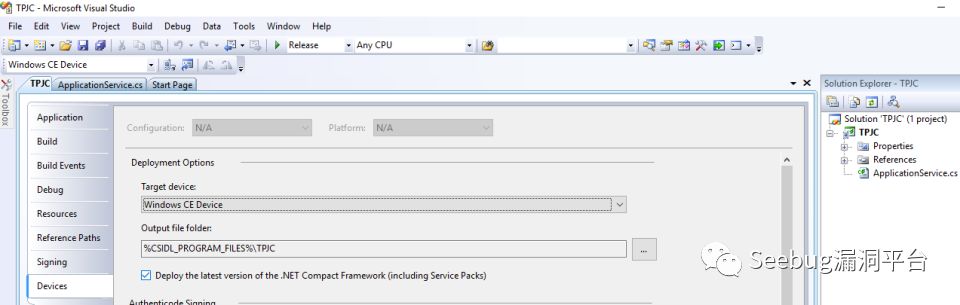 TPJC - Microsoft Visual Studio
File Edit View Project Build Debug Data Tools Window Help
Release Any CPU
Windows CE Device
Toolbox
TPJC ApplicationService.cs Start Page
Application
Build
Build Events
Debug
Resources
Reference Paths
Signing
Devices
Configuration: N/A Platform: N/A
Deployment Options
Target device:
Windows CE Device
Output file folder:
%CSIDL_PROGRAM_FILES%\TPJC
...
Deploy the latest version of the .NET Compact Framework (including Service Packs)
Authenticode Signing
Solution Explorer - TPJC
Solution 'TPJC' (1 project)
TPJC
Properties
References
ApplicationService.cs
Seebug漏洞平台